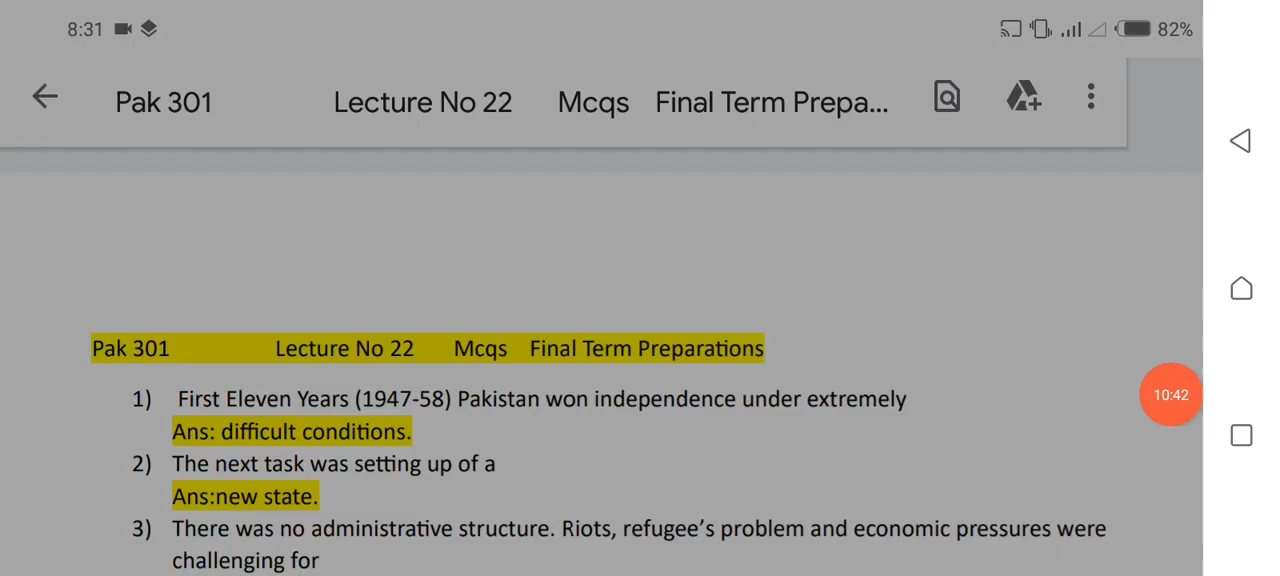 8:31 82%
Pak 301 Lecture No 22 Mcqs Final Term Prepa...
Pak 301 Lecture No 22 Mcqs Final Term Preparations
1) First Eleven Years (1947-58) Pakistan won independence under extremely
10:42
Ans: difficult conditions.
2) The next task was setting up of a
Ans:new state.
3) There was no administrative structure. Riots, refugee's problem and economic pressures were
challenging for